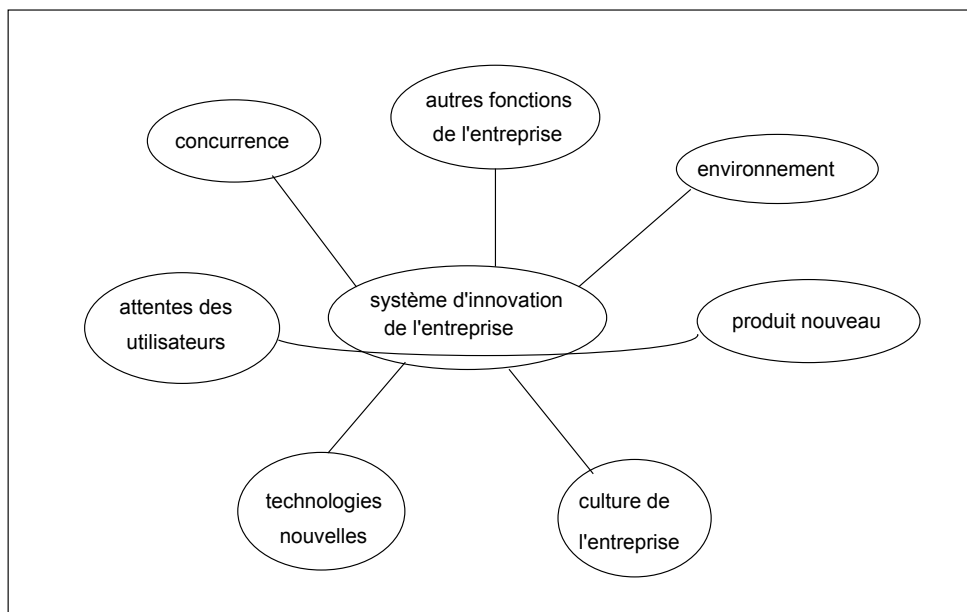 autres fonctions
de l'entreprise
concurrence
environnement
système d'innovation
de l'entreprise
attentes des
utilisateurs
produit nouveau
technologies
nouvelles
culture de
l'entreprise